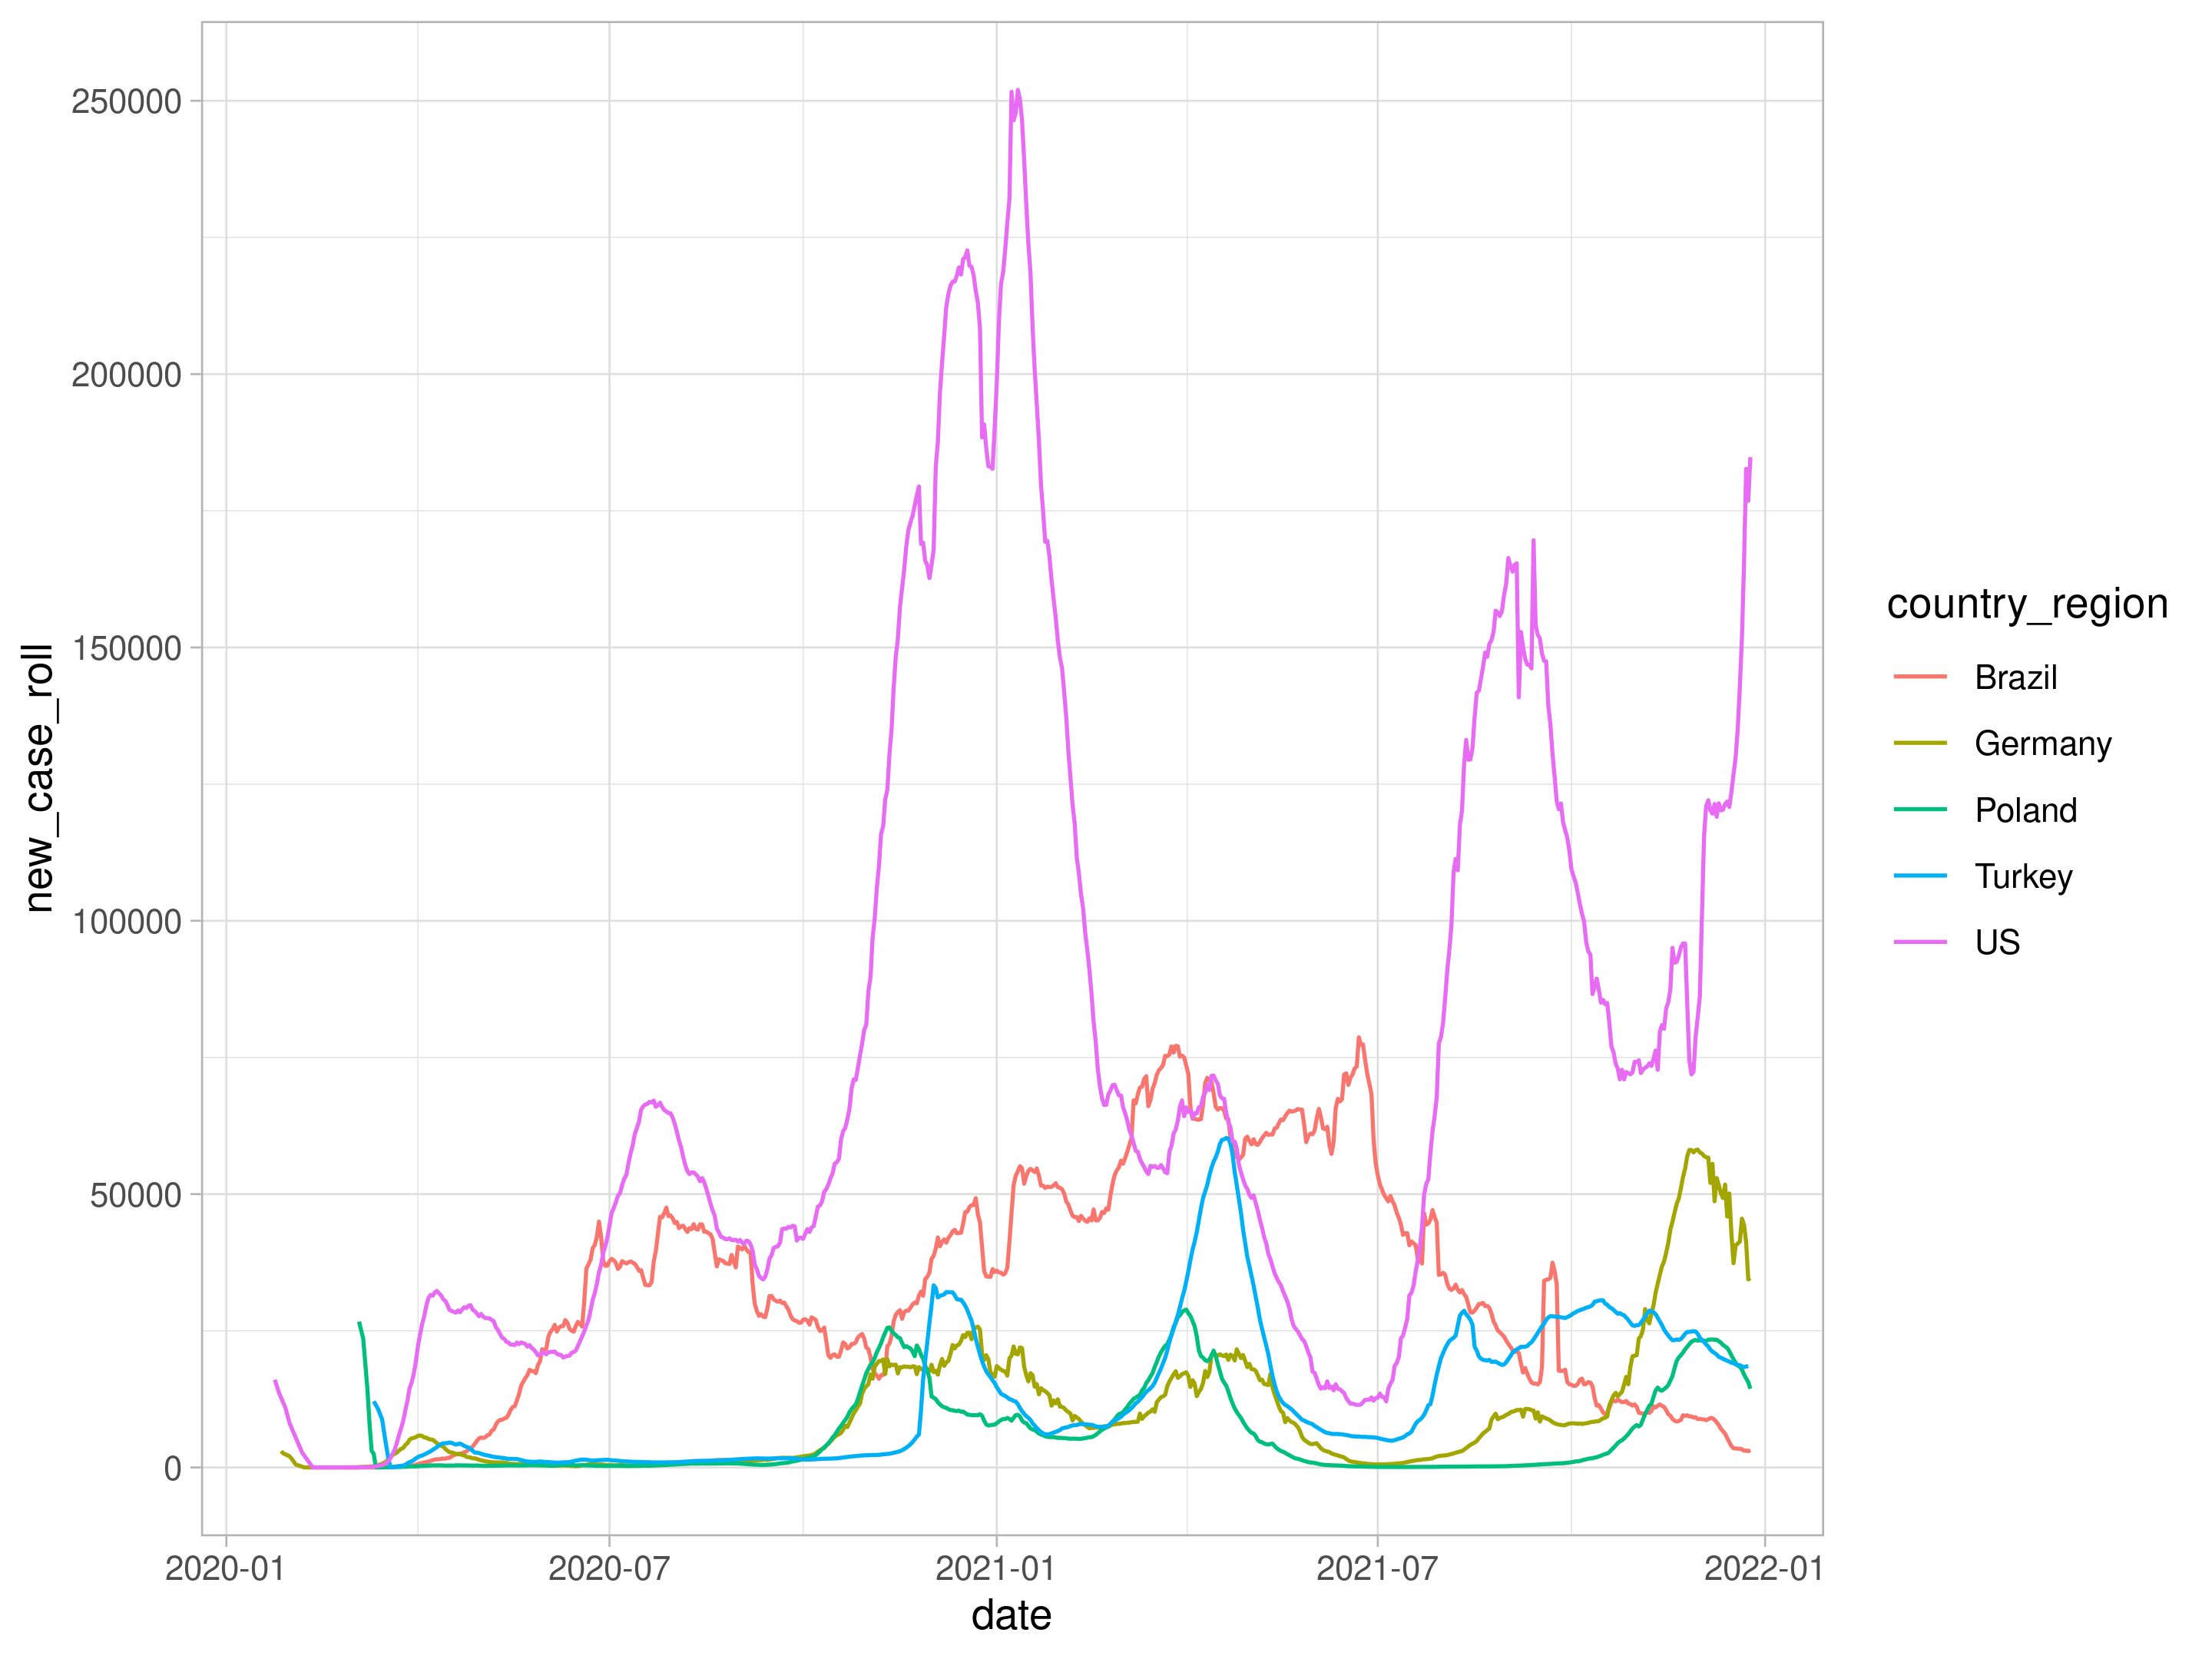 250000
200000
150000
100000
50000
0
new_case_roll
2020-01
2020-07
2021-01
2021-07
2022-01
date
country_region
Brazil
Germany
Poland
Turkey
US